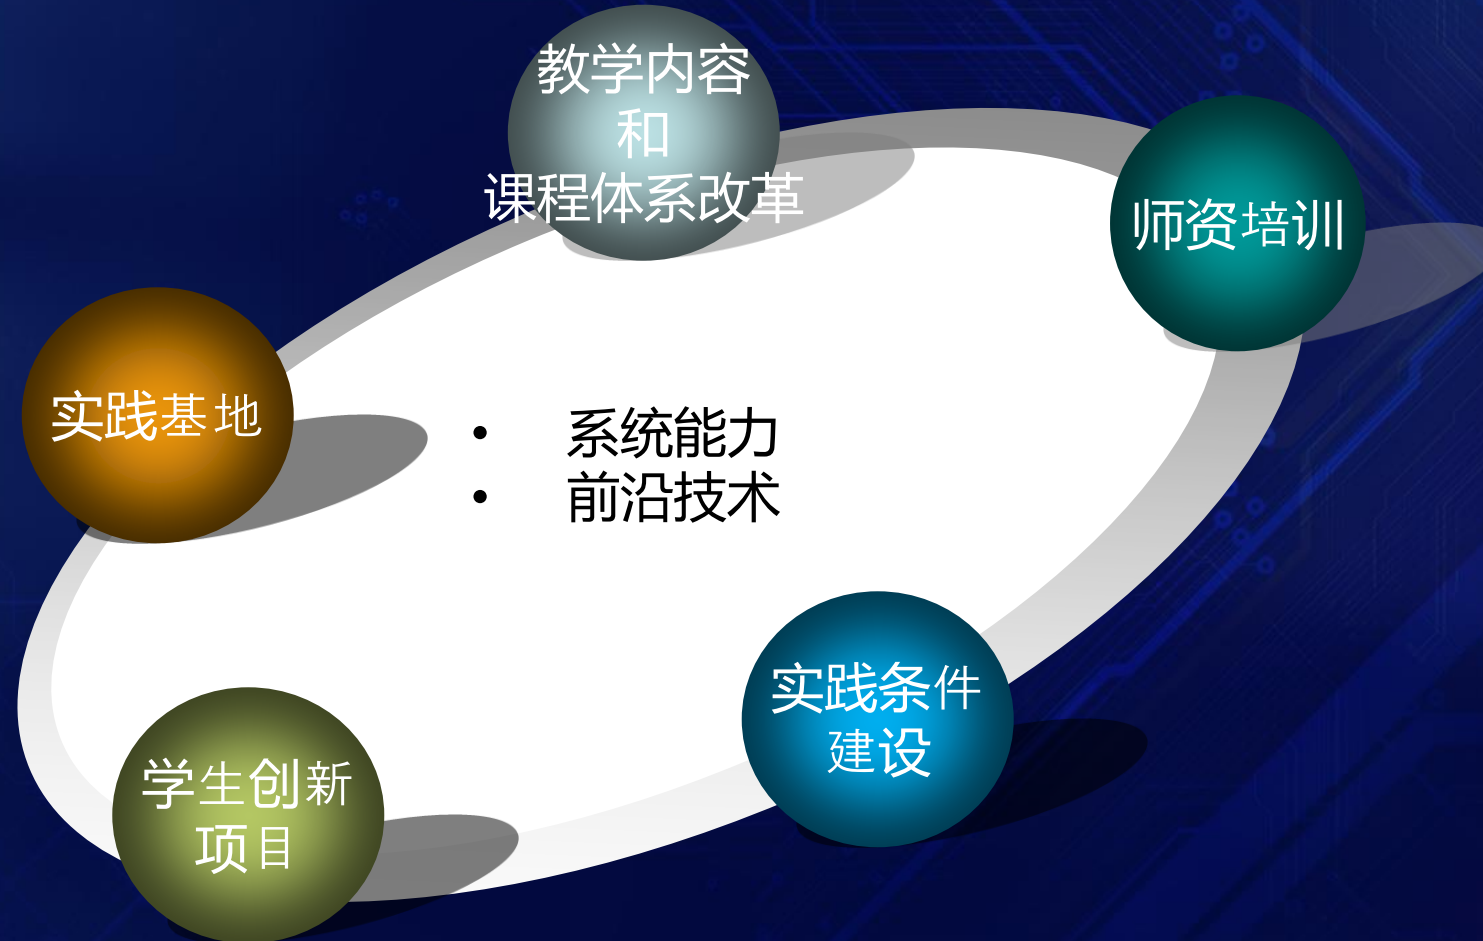 教学内容
和
课程体系改革
师资培训
实践基地
• 系统能力
• 前沿技术
实践条件
建设
学生创新
项目